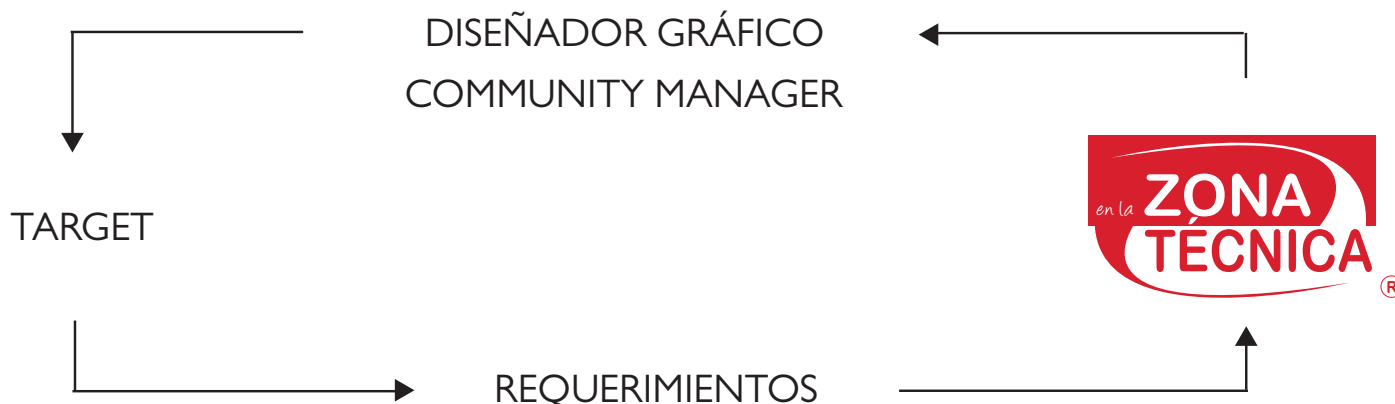 DISEÑADOR GRÁFICO
COMMUNITY MANAGER
en la ZONA
TÉCNICA
®
TARGET
REQUERIMIENTOS